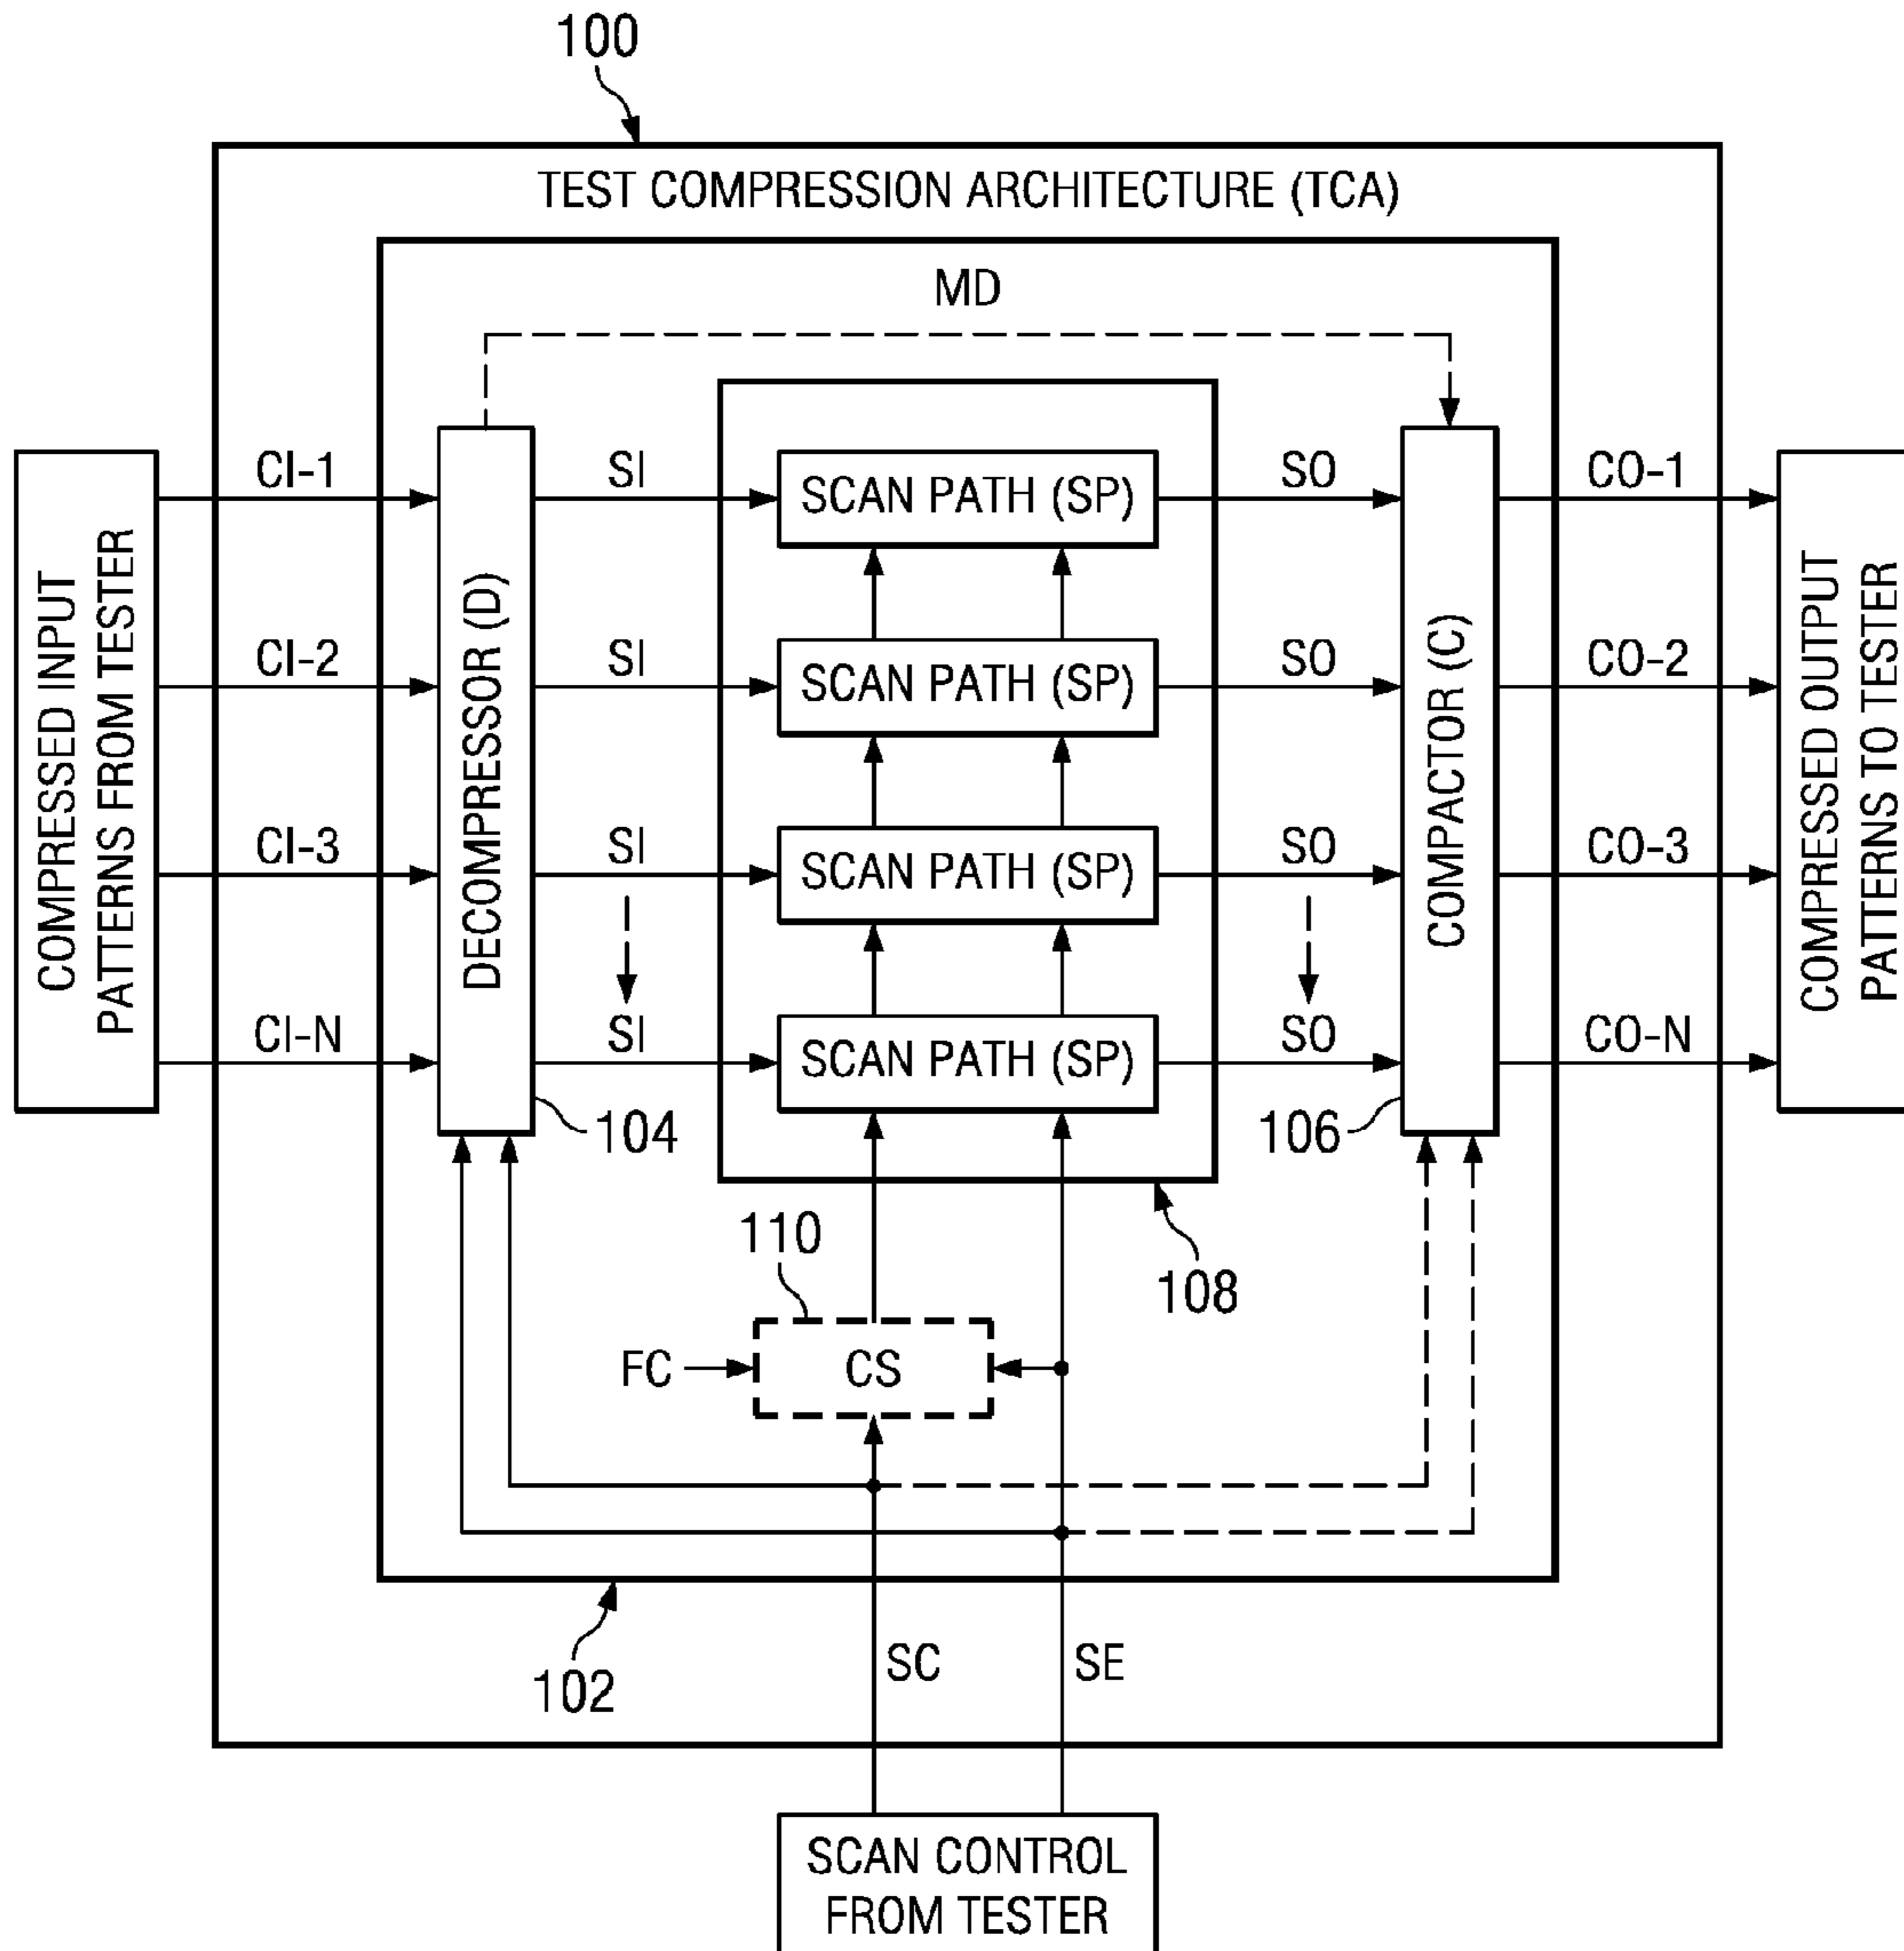 100
TEST COMPRESSION ARCHITECTURE (TCA)
MD
COMPRESSED INPUT
PATTERNS FROM TESTER
CI-1
CI-2
CI-3
CI-N
DECOMPRESSOR (D)
104
SI
SI
SI
SI
SCAN PATH (SP)
SCAN PATH (SP)
SCAN PATH (SP)
SCAN PATH (SP)
SO
SO
SO
SO
COMPACTOR (C)
106
CO-1
CO-2
CO-3
CO-N
COMPRESSED OUTPUT
PATTERNS TO TESTER
108
110
FC
CS
102
SC
SE
SCAN CONTROL
FROM TESTER